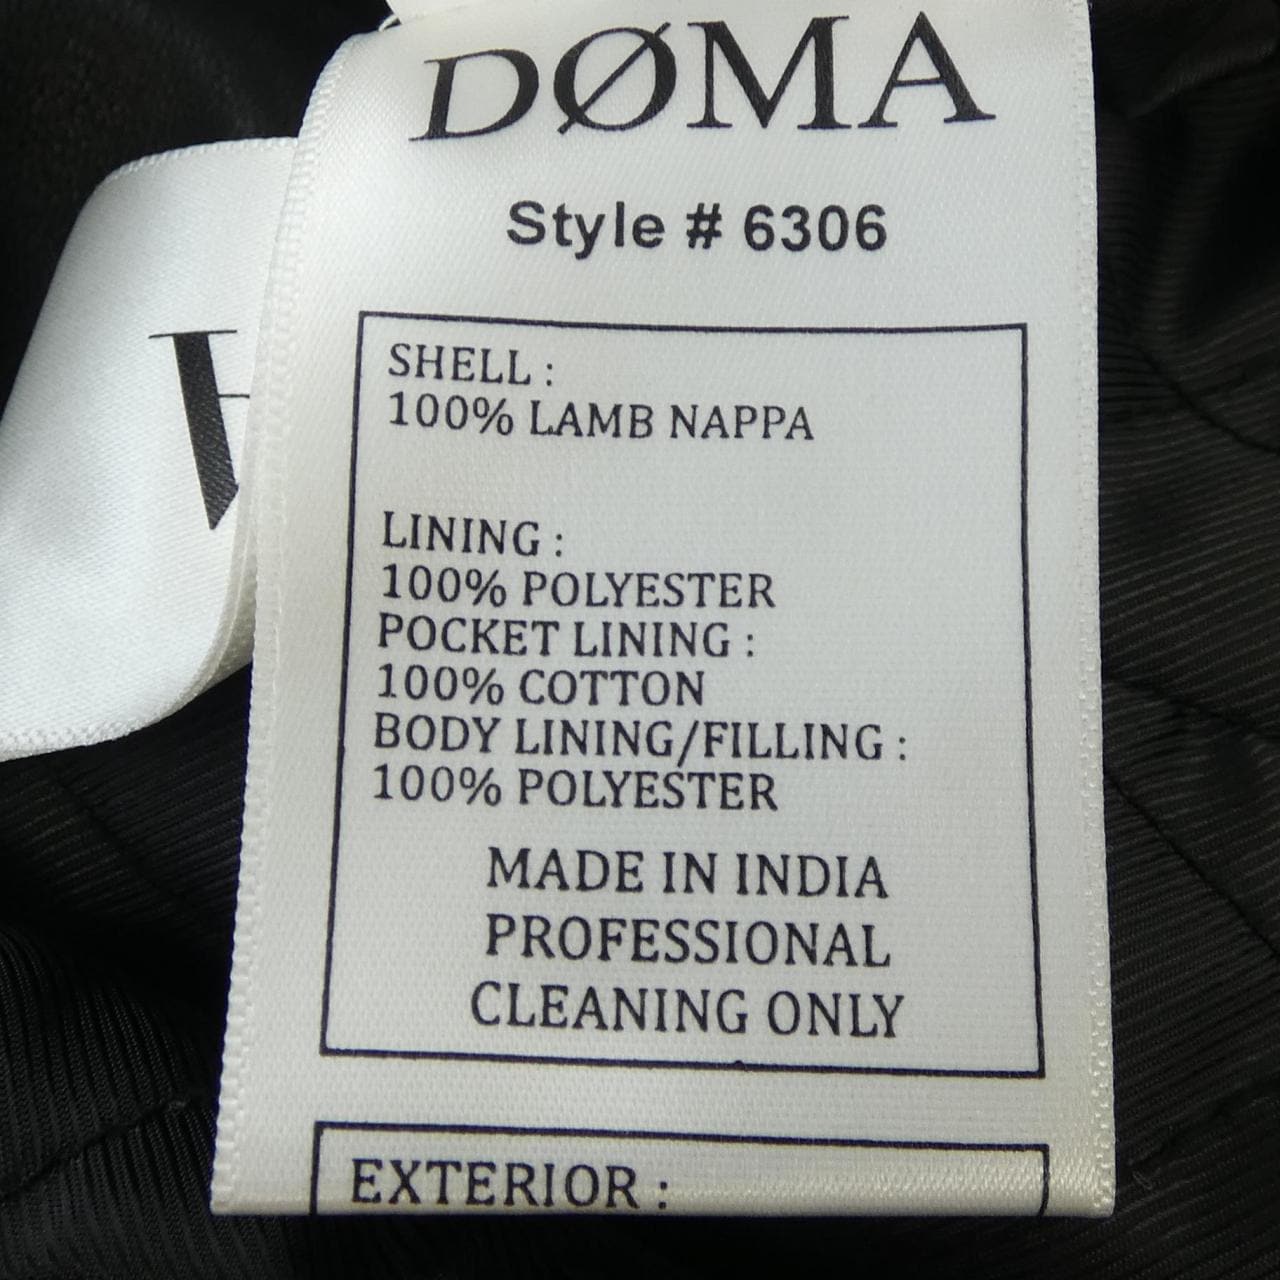 DØMA
Style # 6306
SHELL :
100% LAMB NAPPA
LINING :
100% POLYESTER
POCKET LINING :
100% COTTON
BODY LINING/FILLING :
100% POLYESTER
MADE IN INDIA
PROFESSIONAL
CLEANING ONLY
EXTERIOR :